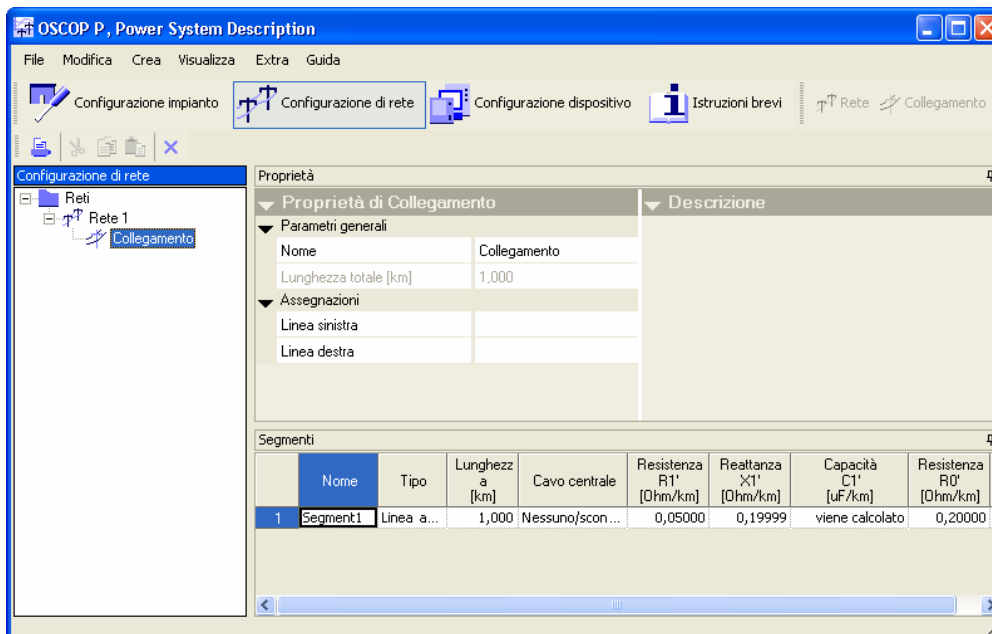 OSCOP P, Power System Description
File Modifica Crea Visualizza Extra Guida
Configurazione impianto Configurazione di rete Configurazione dispositivo Istruzioni brevi Rete Collegamento
Configurazione di rete
Reti
Rete 1
Collegamento
Proprietà
Proprietà di Collegamento
Descrizione
Parametri generali
Nome Collegamento
Lunghezza totale [km] 1,000
Assegnazioni
Linea sinistra
Linea destra
Segmenti
Nome Tipo Lunghezz a [km] Cavo centrale Resistenza R1' [Ohm/km] Reattanza X1' [Ohm/km] Capacità C1' [uF/km] Resistenza R0' [Ohm/km]
1 Segment1 Linea a... 1,000 Nessuno/scon... 0,05000 0,19999 viene calcolato 0,20000